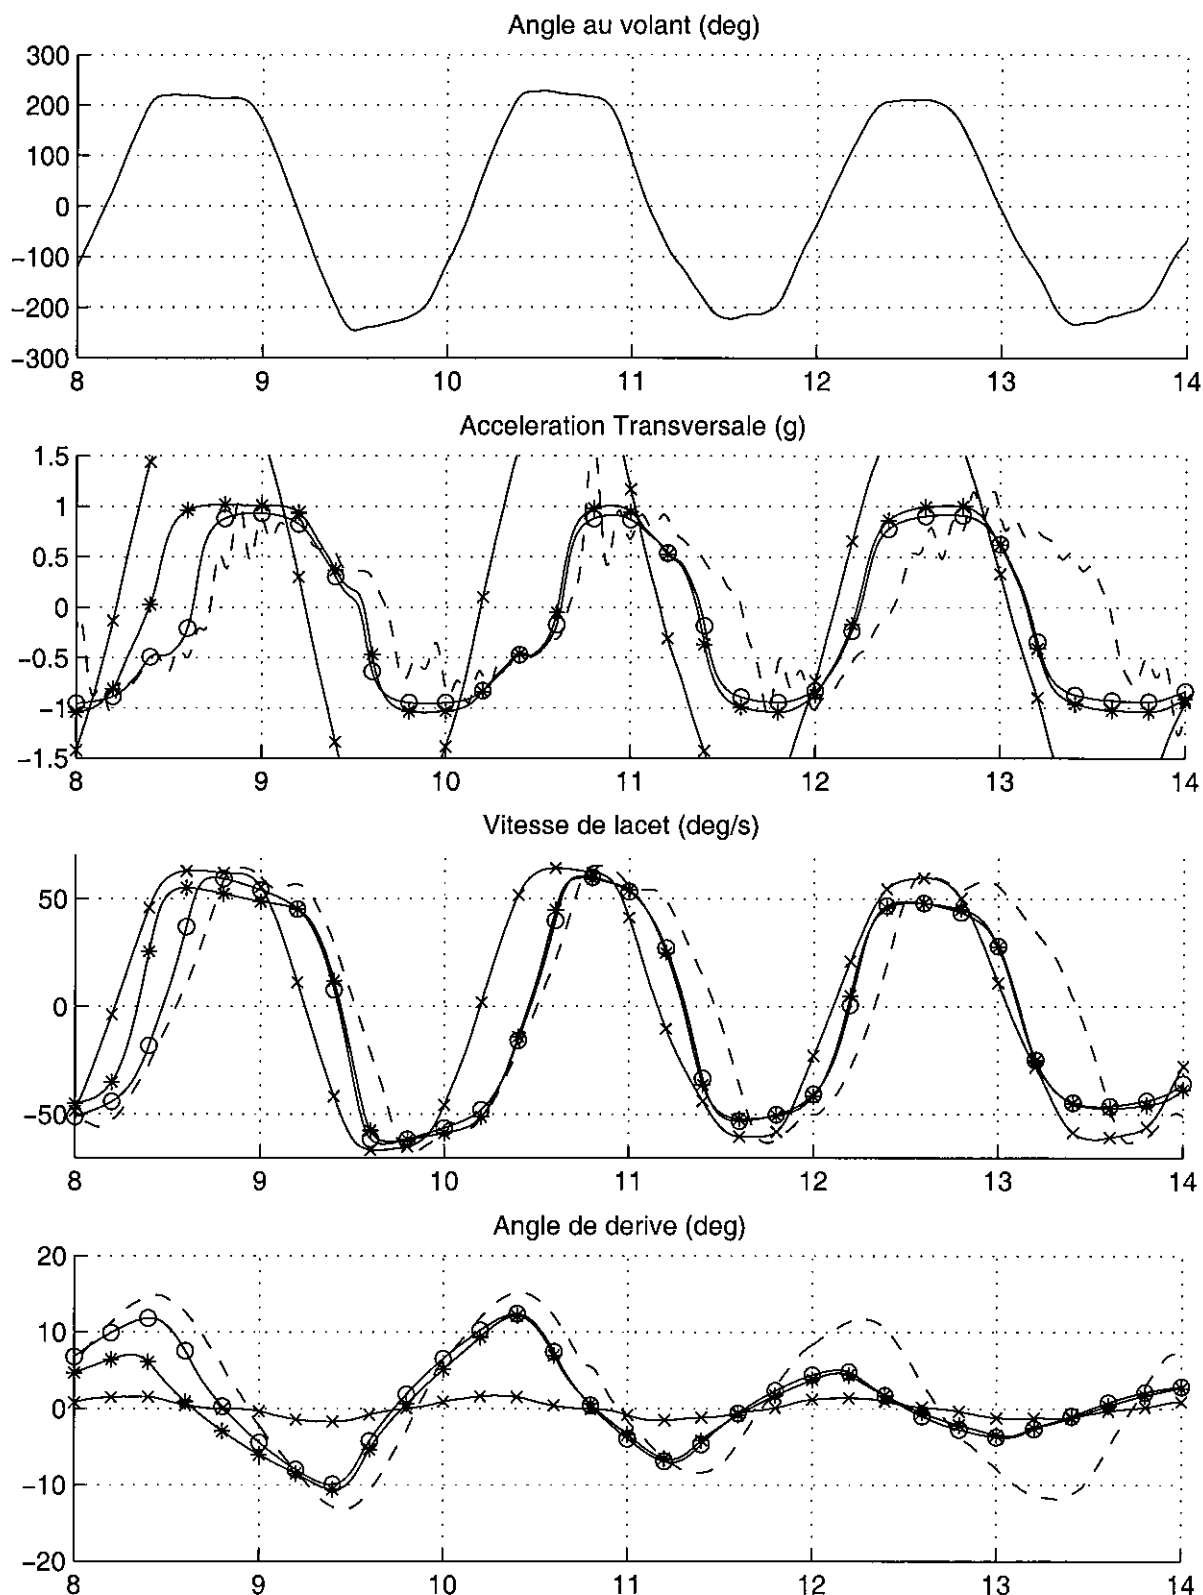 Angle au volant (deg)
300
200
100
0
−100
−200
−300
8 9 10 11 12 13 14
Acceleration Transversale (g)
1.5
1
0.5
0
−0.5
−1
−1.5
8 9 10 11 12 13 14
Vitesse de lacet (deg/s)
50
0
−50
8 9 10 11 12 13 14
Angle de derive (deg)
20
10
0
−10
−20
8 9 10 11 12 13 14